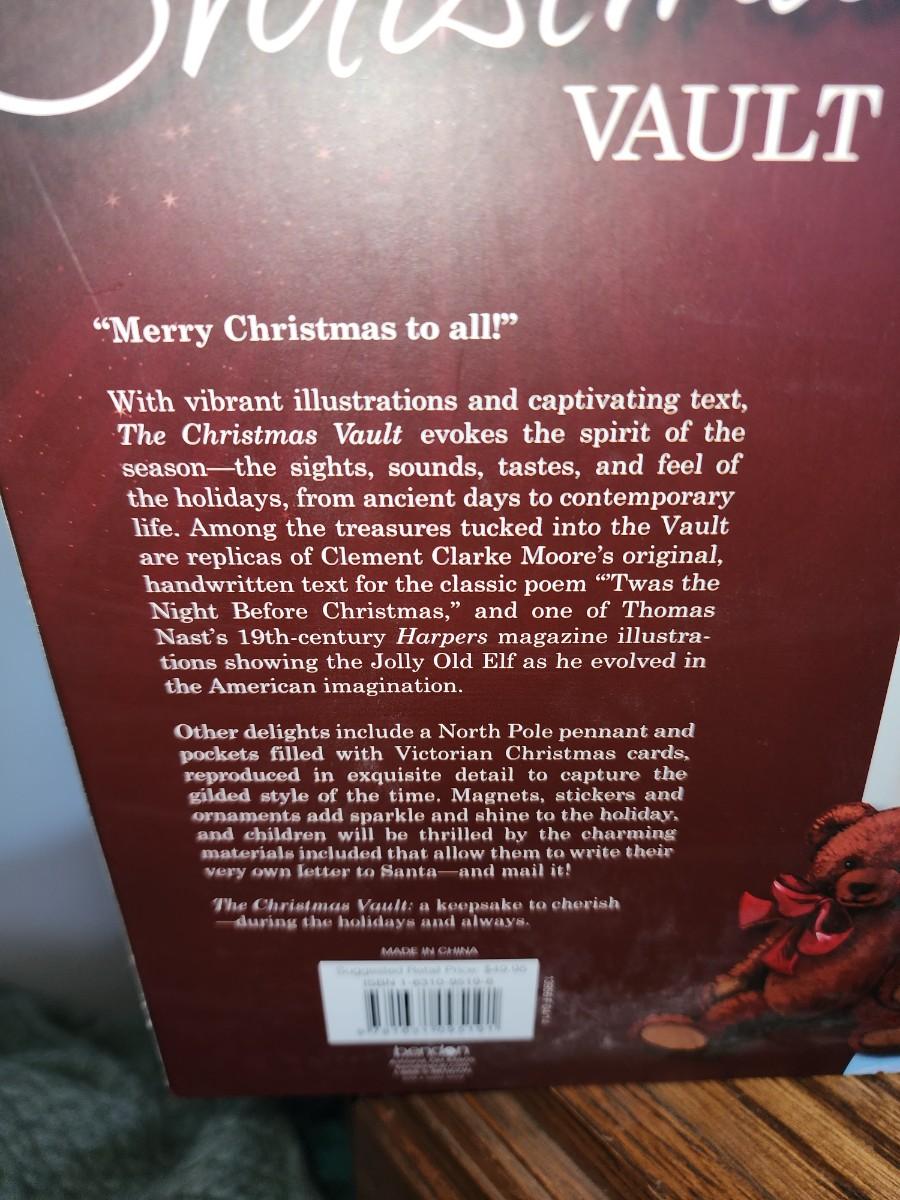 Christmas
VAULT
“Merry Christmas to all!”
With vibrant illustrations and captivating text,
The Christmas Vault evokes the spirit of the
season—the sights, sounds, tastes, and feel of
the holidays, from ancient days to contemporary
life. Among the treasures tucked into the Vault
are replicas of Clement Clarke Moore’s original,
handwritten text for the classic poem “’Twas the
Night Before Christmas,” and one of Thomas
Nast’s 19th-century Harpers magazine illustra-
tions showing the Jolly Old Elf as he evolved in
the American imagination.
Other delights include a North Pole pennant and
pockets filled with Victorian Christmas cards,
reproduced in exquisite detail to capture the
gilded style of the time. Magnets, stickers and
ornaments add sparkle and shine to the holiday,
and children will be thrilled by the charming
materials included that allow them to write their
very own letter to Santa—and mail it!
The Christmas Vault: a keepsake to cherish
—during the holidays and always.
MADE IN CHINA
Suggested Retail Price: $49.95
ISBN
bendon